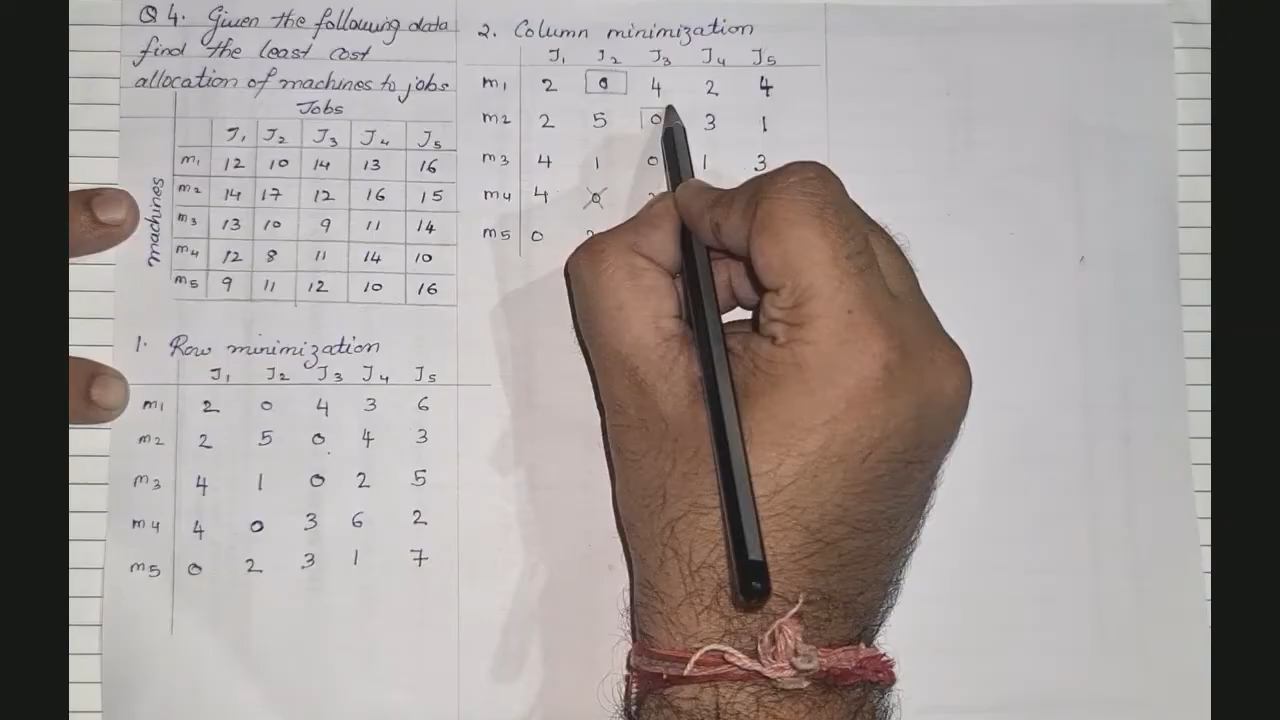 Q 4. Given the following data
find the least cost
allocation of machines to jobs
Jobs
machines
J1 J2 J3 J4 J5
m1 12 10 14 13 16
m2 14 17 12 16 15
m3 13 10 9 11 14
m4 12 8 11 14 10
m5 9 11 12 10 16
1. Row minimization
J1 J2 J3 J4 J5
m1 2 0 4 3 6
m2 2 5 0 4 3
m3 4 1 0 2 5
m4 4 0 3 6 2
m5 0 2 3 1 7
2. Column minimization
J1 J2 J3 J4 J5
m1 2 0 4 2 4
m2 2 5 0 3 1
m3 4 1 0 1 3
m4 4 0
m5 0